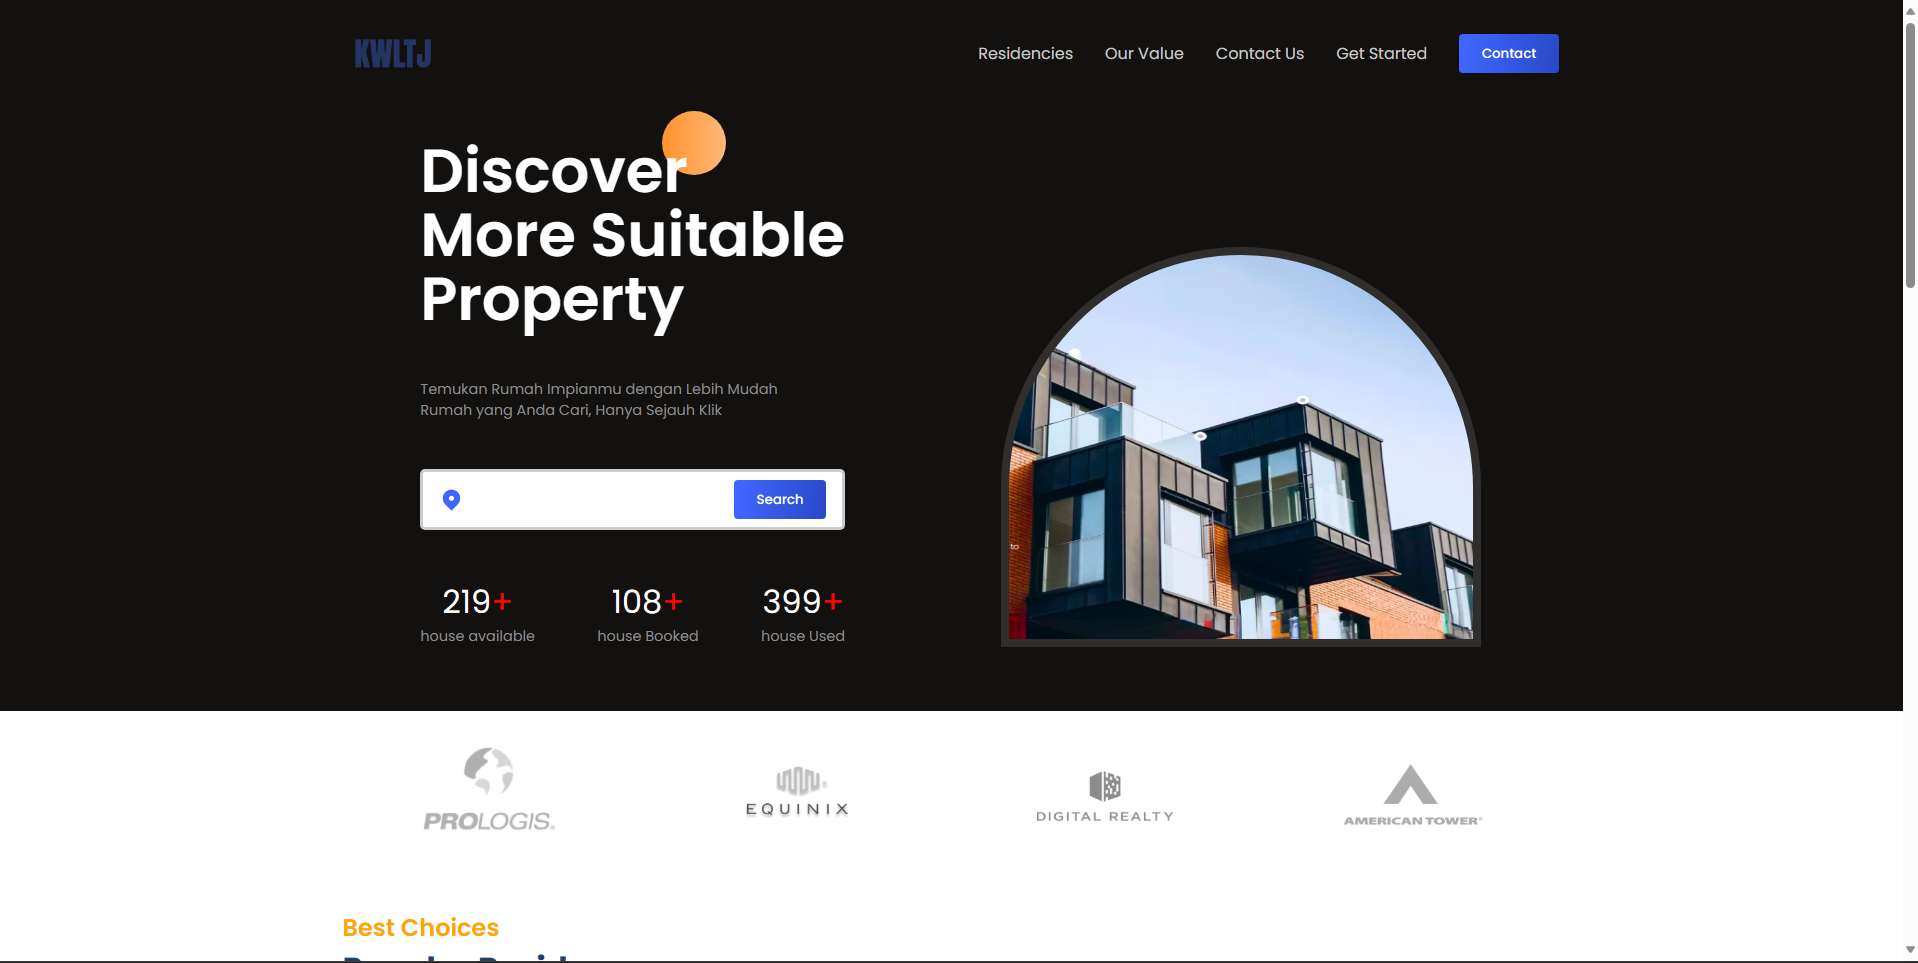 KWLTJ
Residencies
Our Value
Contact Us
Get Started
Contact
Discover
More Suitable
Property
Temukan Rumah Impianmu dengan Lebih Mudah
Rumah yang Anda Cari, Hanya Sejauh Klik
Search
219+
108+
399+
house available
house Booked
house Used
to
PROLOGIS®
EQUINIX
DIGITAL REALTY
AMERICAN TOWER®
Best Choices